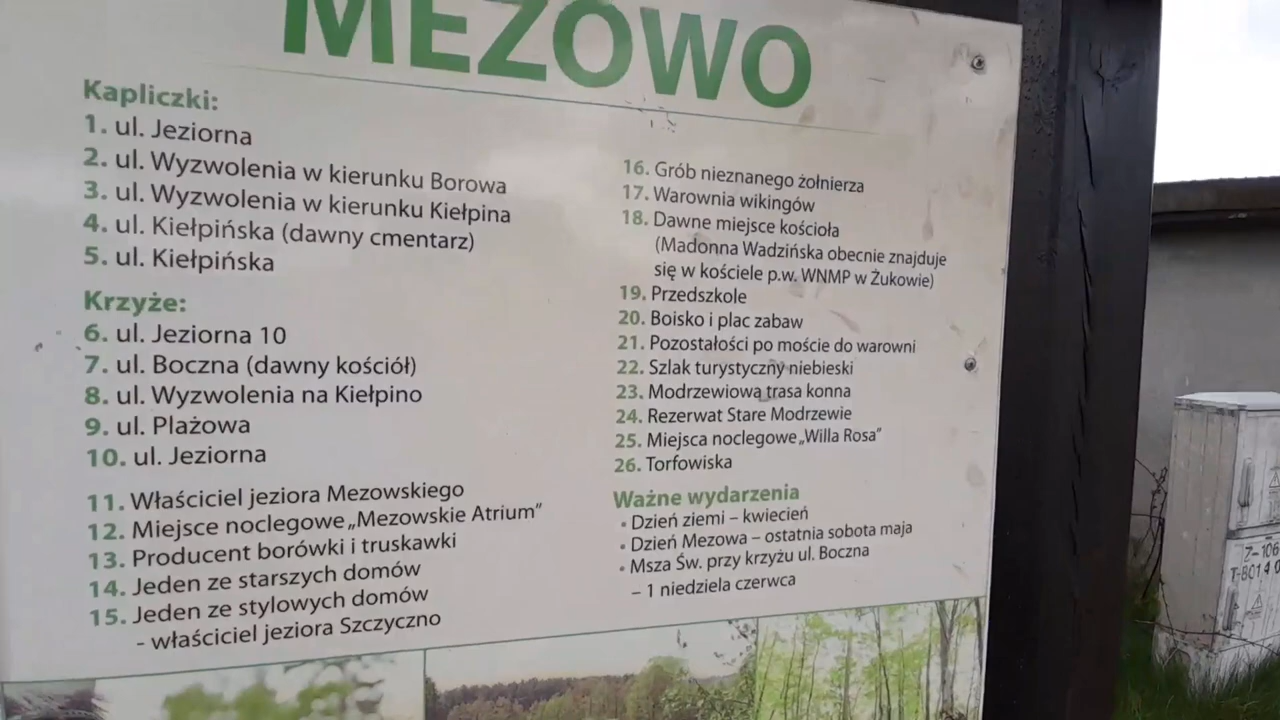 MEZOWO
Kapliczki:
1. ul. Jeziorna
2. ul. Wyzwolenia w kierunku Borowa
3. ul. Wyzwolenia w kierunku Kiełpina
4. ul. Kiełpińska (dawny cmentarz)
5. ul. Kiełpińska
Krzyże:
6. ul. Jeziorna 10
7. ul. Boczna (dawny kościół)
8. ul. Wyzwolenia na Kiełpino
9. ul. Plażowa
10. ul. Jeziorna
11. Właściciel jeziora Mezowskiego
12. Miejsce noclegowe „Mezowskie Atrium”
13. Producent borówki i truskawki
14. Jeden ze starszych domów
15. Jeden ze stylowych domów
- właściciel jeziora Szczyczno
16. Grób nieznanego żołnierza
17. Warownia wikingów
18. Dawne miejsce kościoła
(Madonna Wadzińska obecnie znajduje
się w kościele p.w. WNMP w Żukowie)
19. Przedszkole
20. Boisko i plac zabaw
21. Pozostałości po moście do warowni
22. Szlak turystyczny niebieski
23. Modrzewiowa trasa konna
24. Rezerwat Stare Modrzewie
25. Miejsca noclegowe „Willa Rosa”
26. Torfowiska
Ważne wydarzenia
• Dzień ziemi – kwiecień
• Dzień Mezowa – ostatnia sobota maja
• Msza Św. przy krzyżu ul. Boczna
– 1 niedziela czerwca
Z-106